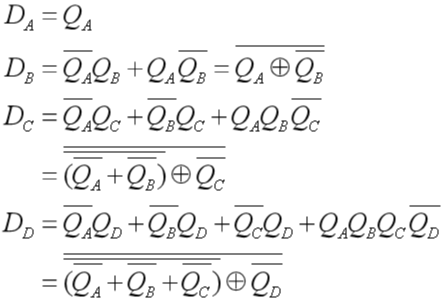 $D_A = Q_A$
$D_B = \overline{Q_A}Q_B + Q_A\overline{Q_B} = \overline{Q_A \oplus \overline{Q_B}}$
$D_C = \overline{Q_A}Q_C + \overline{Q_B}Q_C + Q_AQ_B\overline{Q_C}$
$= \overline{\overline{(\overline{Q_A} + \overline{Q_B})} \oplus \overline{Q_C}}$
$D_D = \overline{Q_A}Q_D + \overline{Q_B}Q_D + \overline{Q_C}Q_D + Q_AQ_BQ_C\overline{Q_D}$
$= \overline{\overline{(\overline{Q_A} + \overline{Q_B} + \overline{Q_C})} \oplus \overline{Q_D}}$